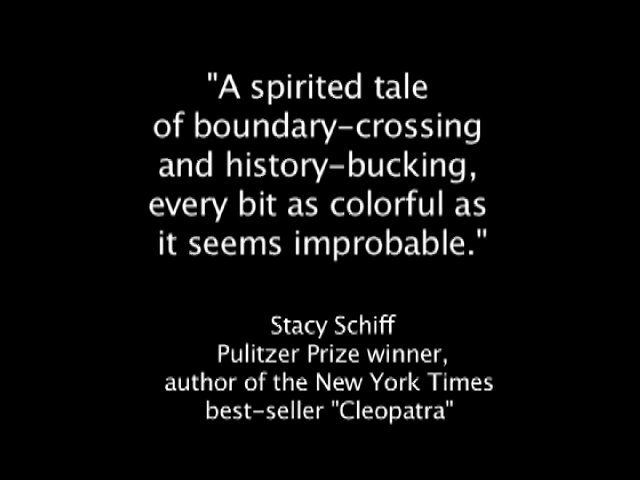 "A spirited tale
of boundary-crossing
and history-bucking,
every bit as colorful as
it seems improbable."
Stacy Schiff
Pulitzer Prize winner,
author of the New York Times
best-seller "Cleopatra"